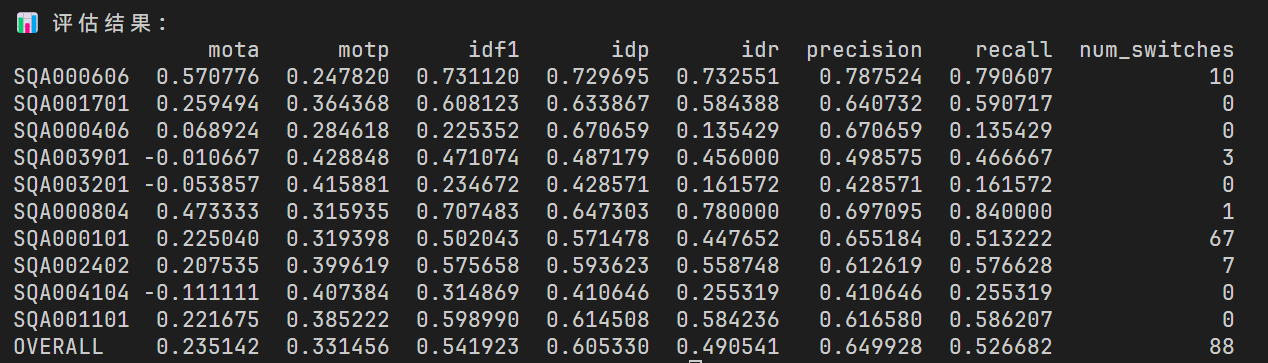 📊 评估结果：
mota motp idf1 idp idr precision recall num_switches
SQA000606 0.570776 0.247820 0.731120 0.729695 0.732551 0.787524 0.790607 10
SQA001701 0.259494 0.364368 0.608123 0.633867 0.584388 0.640732 0.590717 0
SQA000406 0.068924 0.284618 0.225352 0.670659 0.135429 0.670659 0.135429 0
SQA003901 -0.010667 0.428848 0.471074 0.487179 0.456000 0.498575 0.466667 3
SQA003201 -0.053857 0.415881 0.234672 0.428571 0.161572 0.428571 0.161572 0
SQA000804 0.473333 0.315935 0.707483 0.647303 0.780000 0.697095 0.840000 1
SQA000101 0.225040 0.319398 0.502043 0.571478 0.447652 0.655184 0.513222 67
SQA002402 0.207535 0.399619 0.575658 0.593623 0.558748 0.612619 0.576628 7
SQA004104 -0.111111 0.407384 0.314869 0.410646 0.255319 0.410646 0.255319 0
SQA001101 0.221675 0.385222 0.598990 0.614508 0.584236 0.616580 0.586207 0
OVERALL 0.235142 0.331456 0.541923 0.605330 0.490541 0.649928 0.526682 88